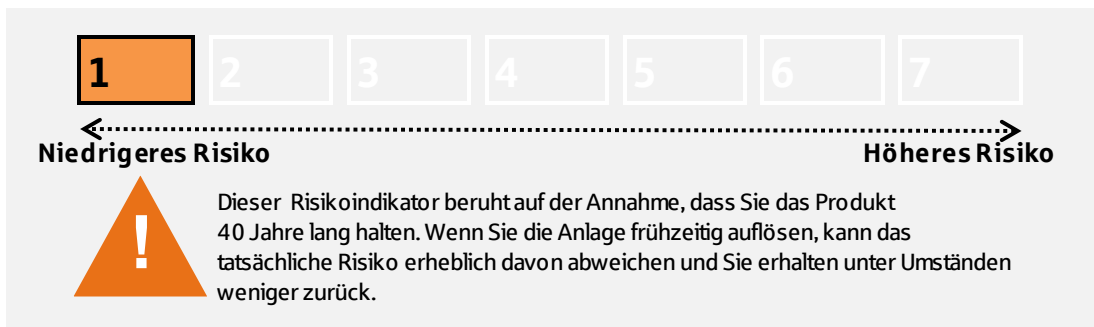 1 2 3 4 5 6 7
Niedrigeres Risiko Höheres Risiko
!
Dieser Risikoindikator beruht auf der Annahme, dass Sie das Produkt
40 Jahre lang halten. Wenn Sie die Anlage frühzeitig auflösen, kann das
tatsächliche Risiko erheblich davon abweichen und Sie erhalten unter Umständen
weniger zurück.